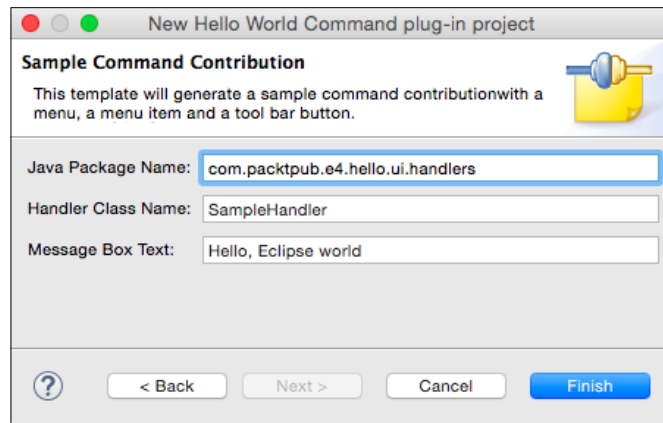 New Hello World Command plug-in project
Sample Command Contribution
This template will generate a sample command contributionwith a
menu, a menu item and a tool bar button.
Java Package Name: com.packtpub.e4.hello.ui.handlers
Handler Class Name: SampleHandler
Message Box Text: Hello, Eclipse world
? < Back Next > Cancel Finish